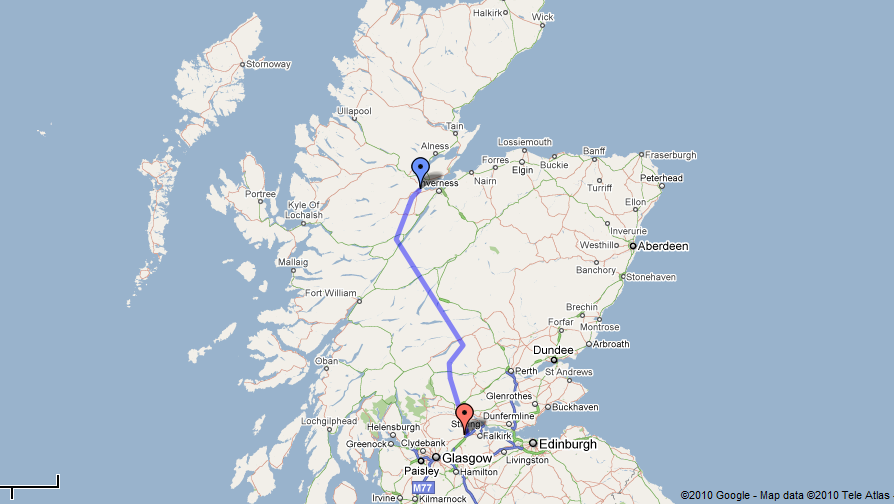 Halkirk
Wick
Stornoway
Ullapool
Tain
Alness
Lossiemouth
Banff
Fraserburgh
Forres
Buckie
Elgin
Nairn
Inverness
Turriff
Peterhead
Portree
Ellon
Kyle Of
Lochalsh
Inverurie
Westhill
Aberdeen
Mallaig
Banchory
Stonehaven
Fort William
Brechin
Forfar
Montrose
Arbroath
Dundee
Oban
Perth
St Andrews
Glenrothes
Buckhaven
Lochgilphead
Dunfermline
Helensburgh
Falkirk
Greenock
Clydebank
Edinburgh
Glasgow
Livingston
Paisley
Hamilton
M77
Irvine
Kilmarnock
©2010 Google - Map data ©2010 Tele Atlas